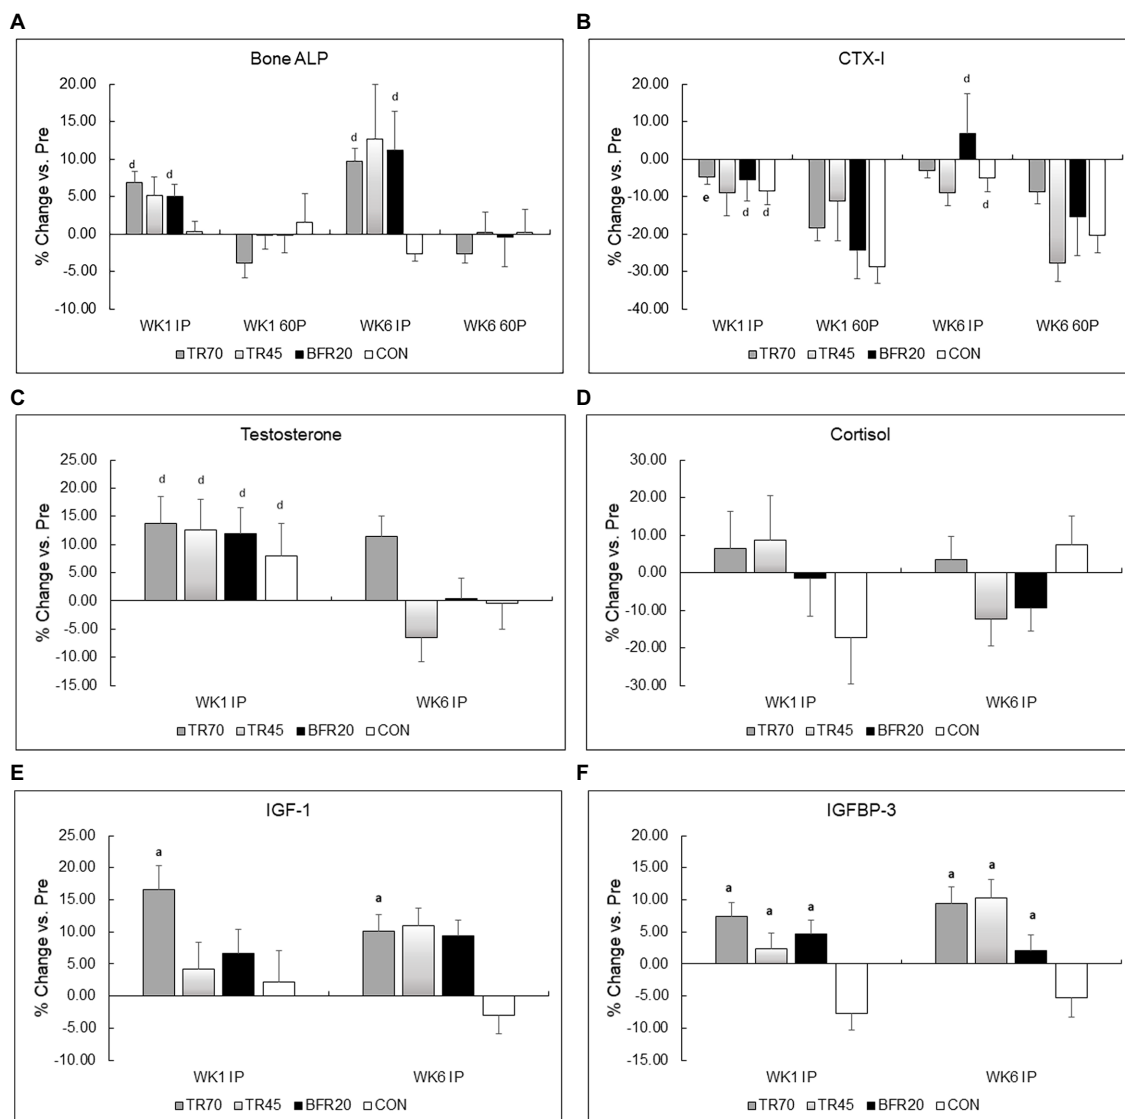 A
B
Bone ALP
CTX-I
% Change vs. Pre
20.00
15.00
10.00
5.00
0.00
-5.00
-10.00
d
d
d
d
WK1 IP
WK1 60P
WK6 IP
WK6 60P
TR70 TR45 BFR20 CON
% Change vs. Pre
20.00
10.00
0.00
-10.00
-20.00
-30.00
-40.00
e
d
d
d
d
WK1 IP
WK1 60P
WK6 IP
WK6 60P
TR70 TR45 BFR20 CON
C
D
Testosterone
Cortisol
% Change vs. Pre
25.00
20.00
15.00
10.00
5.00
0.00
-5.00
-10.00
-15.00
d
d
d
d
WK1 IP
WK6 IP
TR70 TR45 BFR20 CON
% Change vs. Pre
30.00
20.00
10.00
0.00
-10.00
-20.00
-30.00
WK1 IP
WK6 IP
TR70 TR45 BFR20 CON
E
F
IGF-1
IGFBP-3
% Change vs. Pre
25.00
20.00
15.00
10.00
5.00
0.00
-5.00
-10.00
a
a
WK1 IP
WK6 IP
TR70 TR45 BFR20 CON
% Change vs. Pre
20.00
15.00
10.00
5.00
0.00
-5.00
-10.00
-15.00
a
a
a
a
a
a
WK1 IP
WK6 IP
TR70 TR45 BFR20 CON